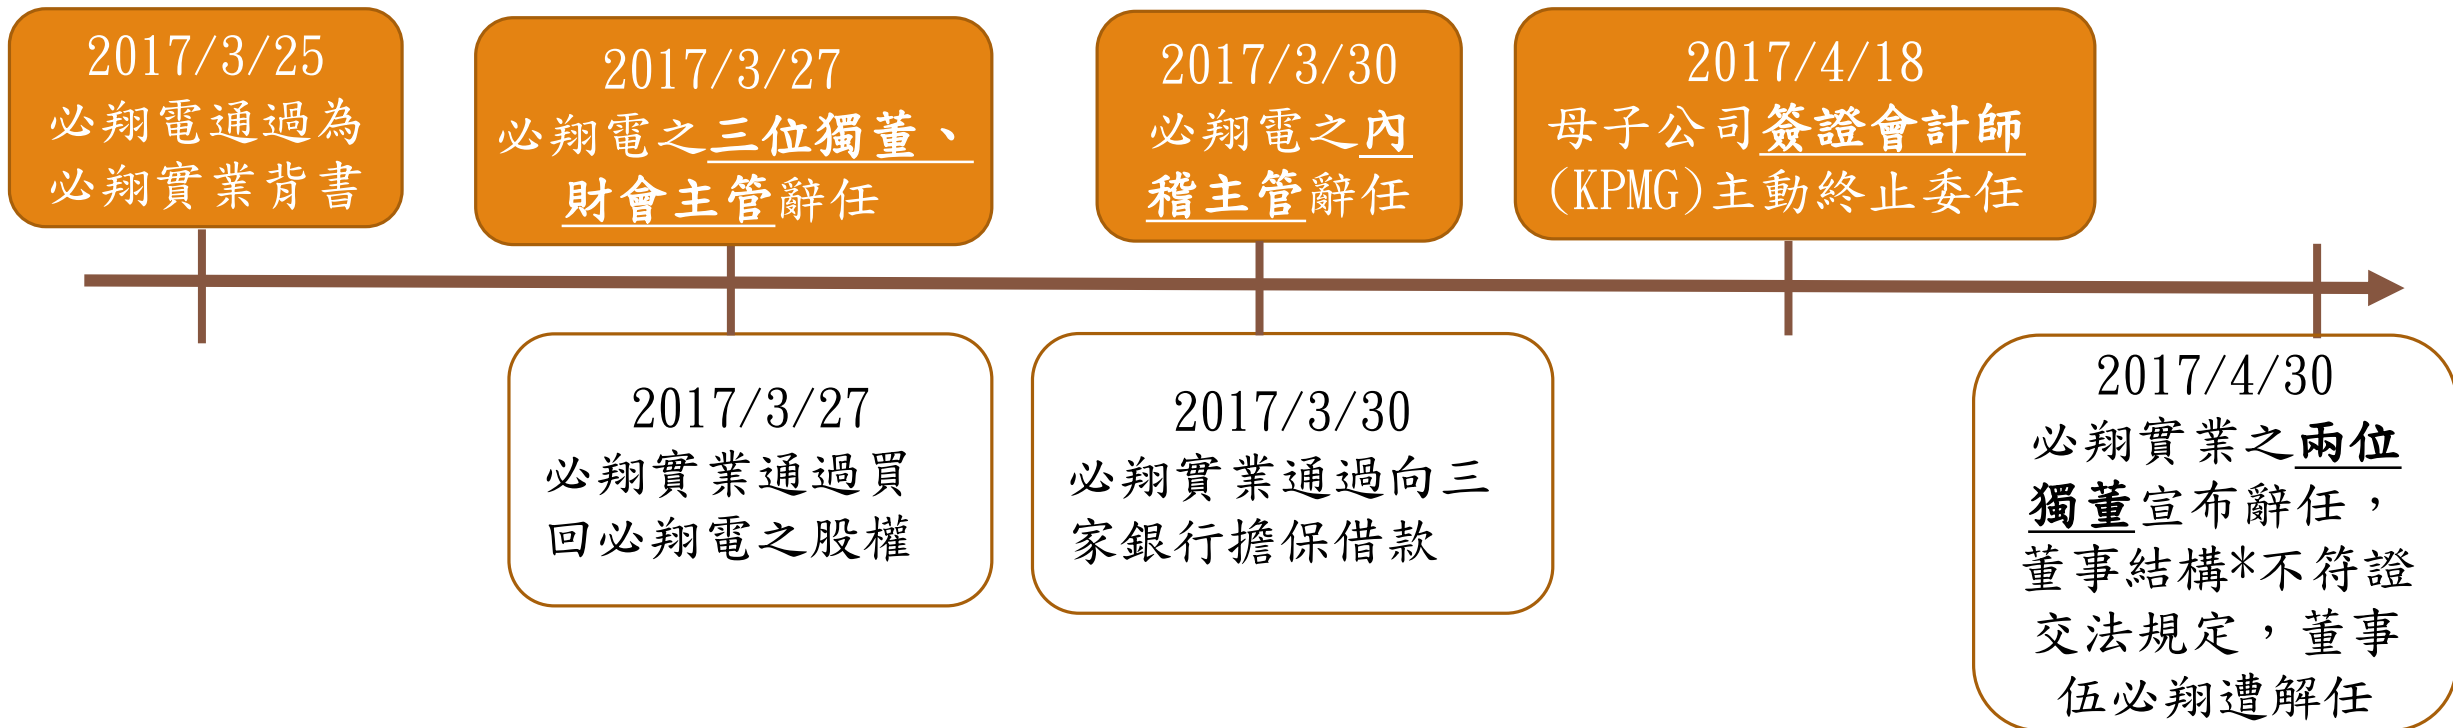 2017/3/25
必翔電通過為
必翔實業背書
2017/3/27
必翔電之三位獨董、
財會主管辭任
2017/3/30
必翔電之內
稽主管辭任
2017/4/18
母子公司簽證會計師
(KPMG)主動終止委任
2017/3/27
必翔實業通過買
回必翔電之股權
2017/3/30
必翔實業通過向三
家銀行擔保借款
2017/4/30
必翔實業之兩位
獨董宣布辭任，
董事結構*不符證
交法規定，董事
伍必翔遭解任